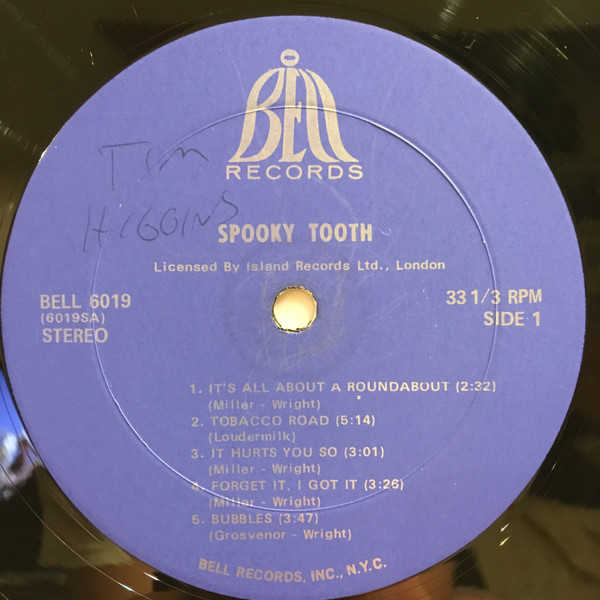 BELL
RECORDS
Tim
HIGGINS
SPOOKY TOOTH
Licensed By Island Records Ltd., London
BELL 6019
(6019SA)
STEREO
33 1/3 RPM
SIDE 1
1. IT'S ALL ABOUT A ROUNDABOUT (2:32)
(Miller - Wright)
2. TOBACCO ROAD (5:14)
(Loudermilk)
3. IT HURTS YOU SO (3:01)
(Miller - Wright)
4. FORGET IT, I GOT IT (3:26)
(Miller - Wright)
5. BUBBLES (3:47)
(Grosvenor - Wright)
BELL RECORDS, INC., N.Y.C.